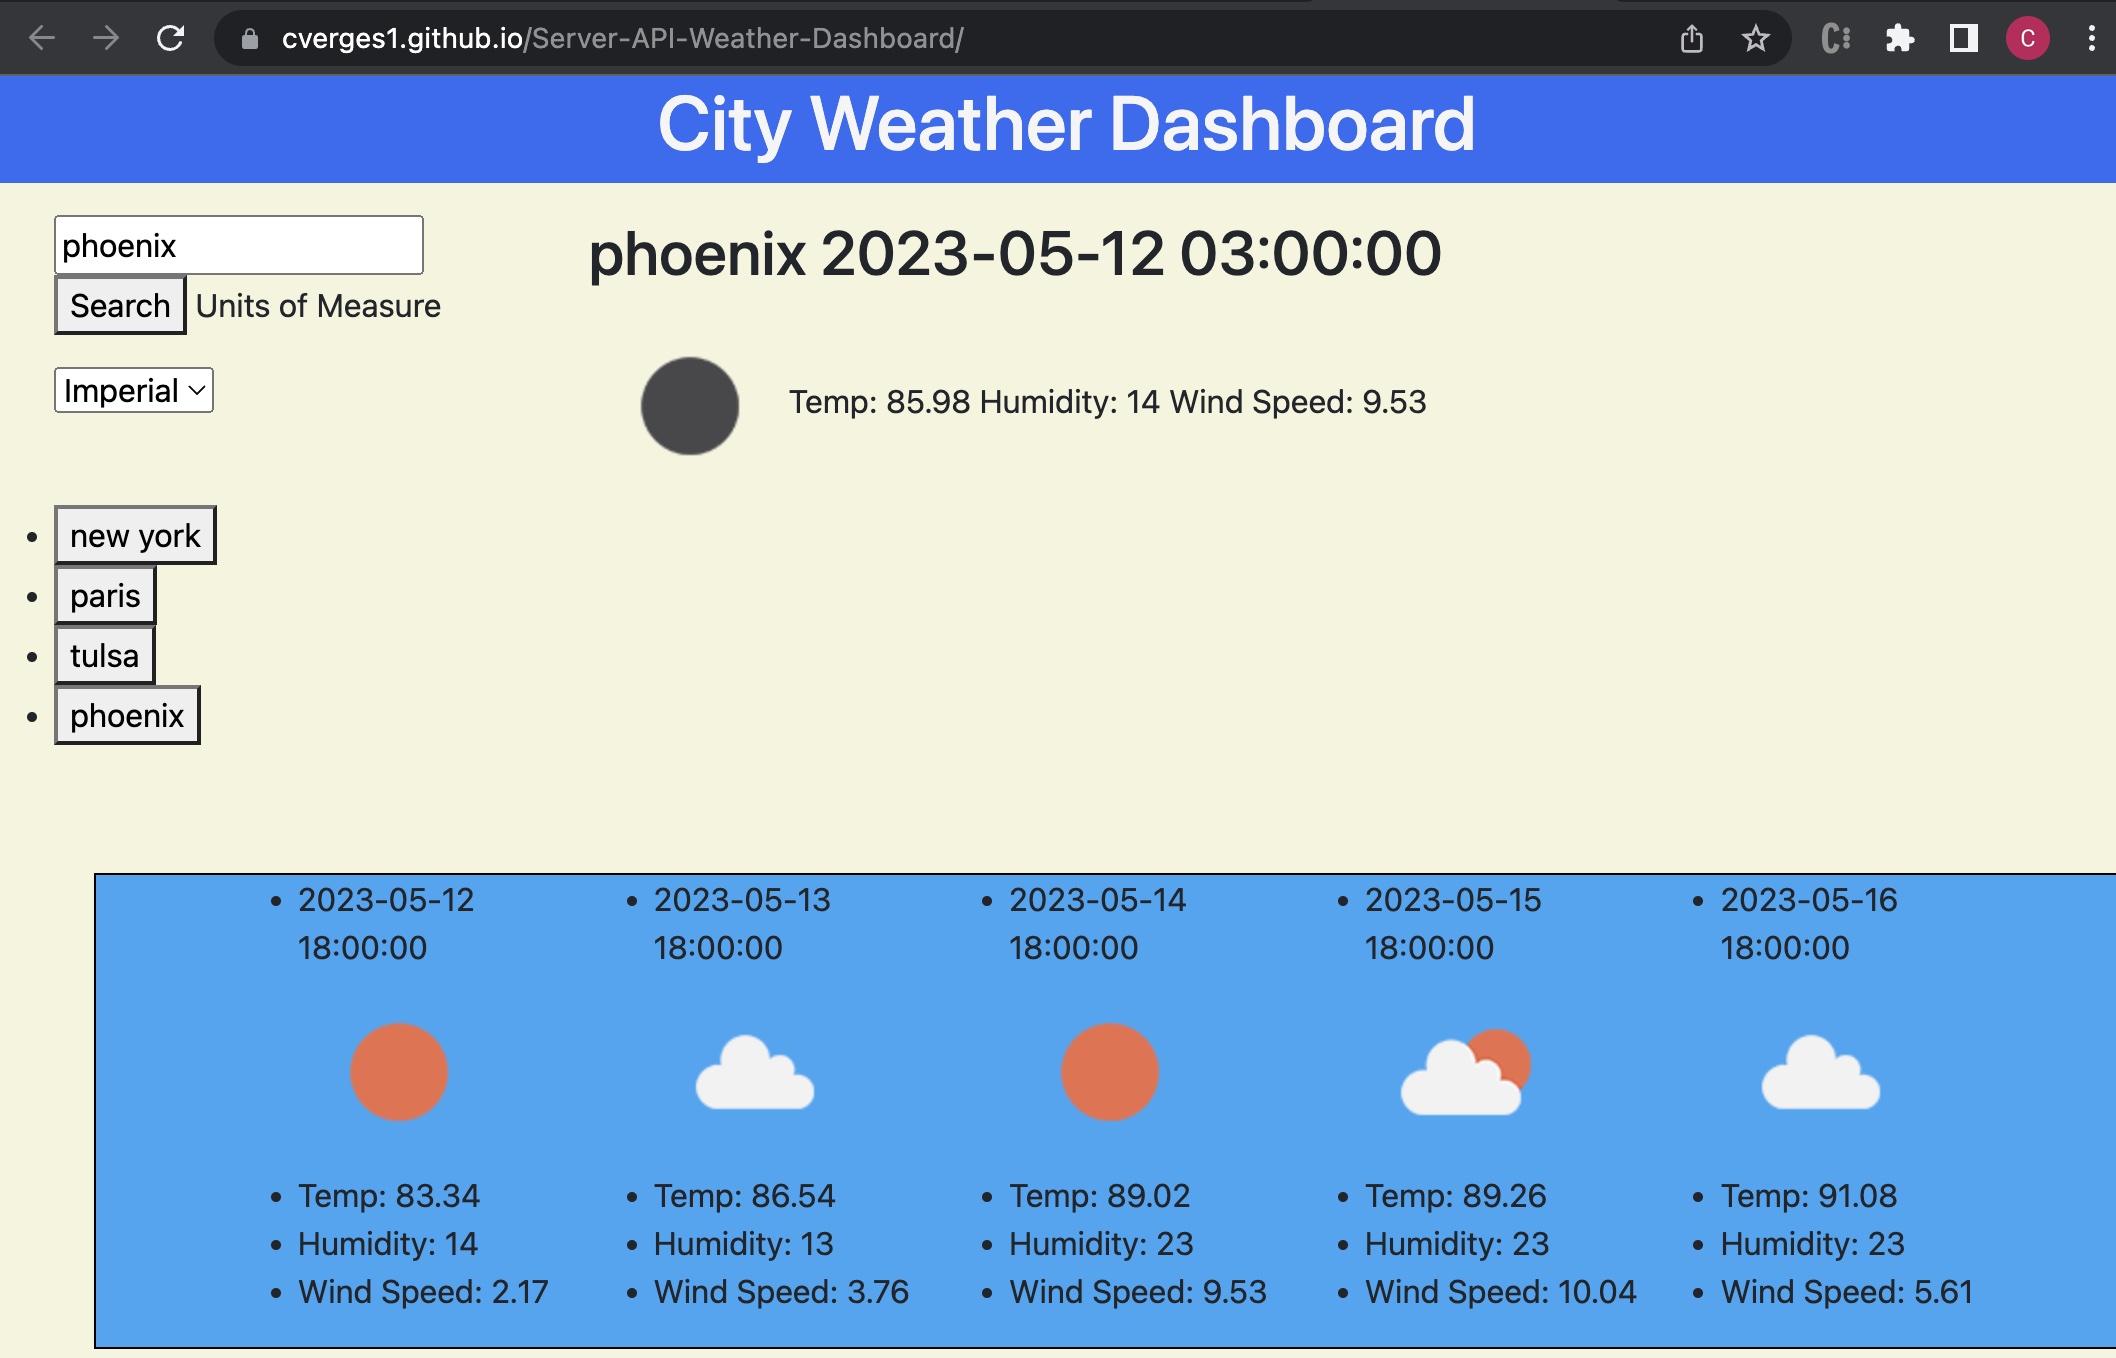 cverges1.github.io/Server-API-Weather-Dashboard/
C
City Weather Dashboard
phoenix
Search Units of Measure
Imperial
new york
paris
tulsa
phoenix
phoenix 2023-05-12 03:00:00
Temp: 85.98 Humidity: 14 Wind Speed: 9.53
2023-05-12
18:00:00
Temp: 83.34
Humidity: 14
Wind Speed: 2.17
2023-05-13
18:00:00
Temp: 86.54
Humidity: 13
Wind Speed: 3.76
2023-05-14
18:00:00
Temp: 89.02
Humidity: 23
Wind Speed: 9.53
2023-05-15
18:00:00
Temp: 89.26
Humidity: 23
Wind Speed: 10.04
2023-05-16
18:00:00
Temp: 91.08
Humidity: 23
Wind Speed: 5.61